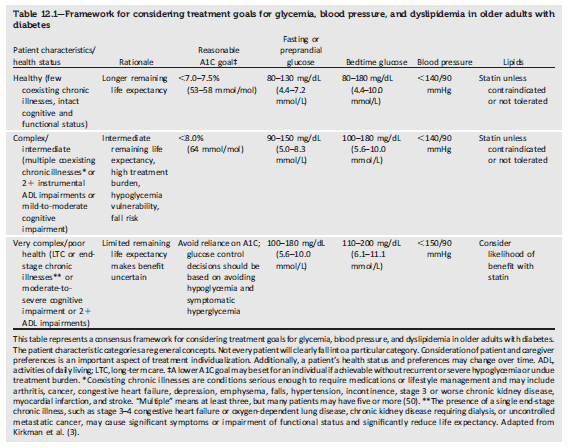 Table 12.1—Framework for considering treatment goals for glycemia, blood pressure, and dyslipidemia in older adults with
diabetes
Patient characteristics/
health status
Rationale
Reasonable
A1C goal‡
Fasting or
preprandial
glucose
Bedtime glucose
Blood pressure
Lipids
Healthy (few
coexisting chronic
illnesses, intact
cognitive and
functional status)
Longer remaining
life expectancy
<7.0–7.5%
(53–58 mmol/mol)
80–130 mg/dL
(4.4–7.2
mmol/L)
80–180 mg/dL
(4.4–10.0
mmol/L)
<140/90
mmHg
Statin unless
contraindicated
or not tolerated
Complex/
intermediate
(multiple coexisting
chronic illnesses* or
2+ instrumental
ADL impairments or
mild-to-moderate
cognitive
impairment)
Intermediate
remaining life
expectancy,
high treatment
burden,
hypoglycemia
vulnerability,
fall risk
<8.0%
(64 mmol/mol)
90–150 mg/dL
(5.0–8.3
mmol/L)
100–180 mg/dL
(5.6–10.0
mmol/L)
<140/90
mmHg
Statin unless
contraindicated
or not tolerated
Very complex/poor
health (LTC or end-
stage chronic
illnesses** or
moderate-to-
severe cognitive
impairment or 2+
ADL impairments)
Limited remaining
life expectancy
makes benefit
uncertain
Avoid reliance on A1C;
glucose control
decisions should be
based on avoiding
hypoglycemia and
symptomatic
hyperglycemia
100–180 mg/dL
(5.6–10.0
mmol/L)
110–200 mg/dL
(6.1–11.1
mmol/L)
<150/90
mmHg
Consider
likelihood of
benefit with
statin
This table represents a consensus framework for considering treatment goals for glycemia, blood pressure, and dyslipidemia in older adults with diabetes.
The patient characteristic categories are general concepts. Not every patient will clearly fall into a particular category. Consideration of patient and caregiver
preferences is an important aspect of treatment individualization. Additionally, a patient's health status and preferences may change over time. ADL,
activities of daily living; LTC, long-term care. ‡A lower A1C goal may be set for an individual if achievable without recurrent or severe hypoglycemia or undue
treatment burden. *Coexisting chronic illnesses are conditions serious enough to require medications or lifestyle management and may include
arthritis, cancer, congestive heart failure, depression, emphysema, falls, hypertension, incontinence, stage 3 or worse chronic kidney disease,
myocardial infarction, and stroke. "Multiple" means at least three, but many patients may have five or more (50). **The presence of a single end-stage
chronic illness, such as stage 3–4 congestive heart failure or oxygen-dependent lung disease, chronic kidney disease requiring dialysis, or uncontrolled
metastatic cancer, may cause significant symptoms or impairment of functional status and significantly reduce life expectancy. Adapted from
Kirkman et al. (3).